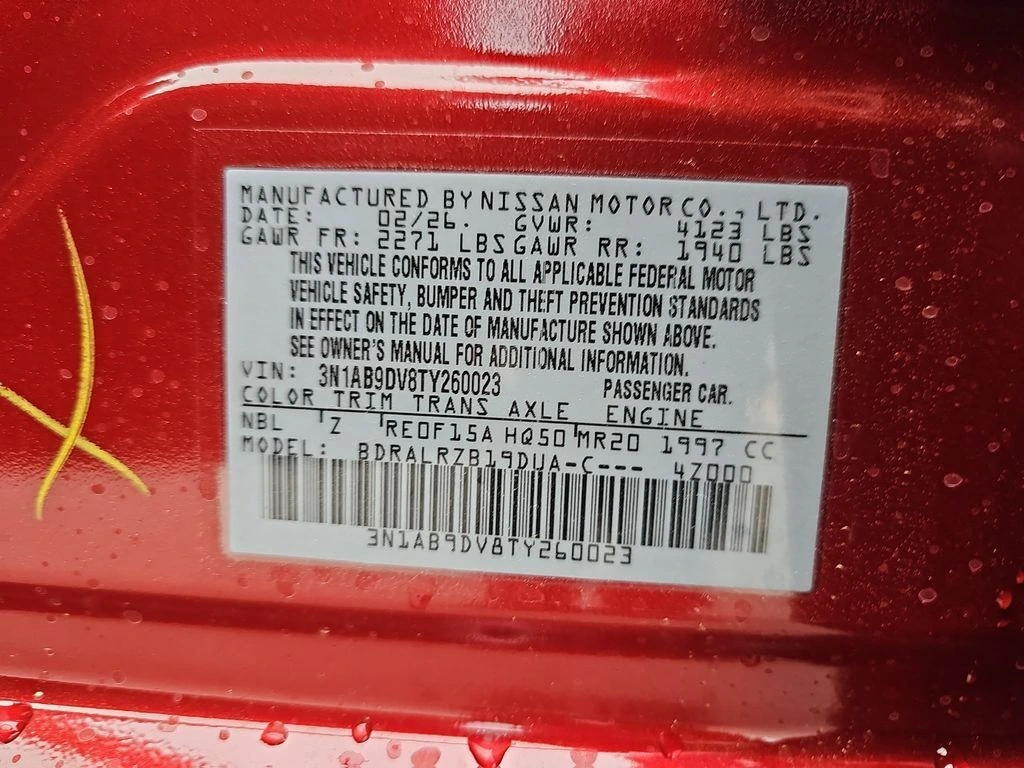 MANUFACTURED BY NISSAN MOTOR CO., LTD.
DATE: 02/26. GVWR: 4123 LBS
GAWR FR: 2271 LBS GAWR RR: 1940 LBS
THIS VEHICLE CONFORMS TO ALL APPLICABLE FEDERAL MOTOR
VEHICLE SAFETY, BUMPER AND THEFT PREVENTION STANDARDS
IN EFFECT ON THE DATE OF MANUFACTURE SHOWN ABOVE.
SEE OWNER'S MANUAL FOR ADDITIONAL INFORMATION.
VIN: 3N1AB9DV8TY260023 PASSENGER CAR.
COLOR TRIM TRANS AXLE ENGINE
NBL Z RE0F15A HQ50 MR20 1997 CC
MODEL: BDRALRZB19DUA-C--- 4Z000
3N1AB9DV8TY260023